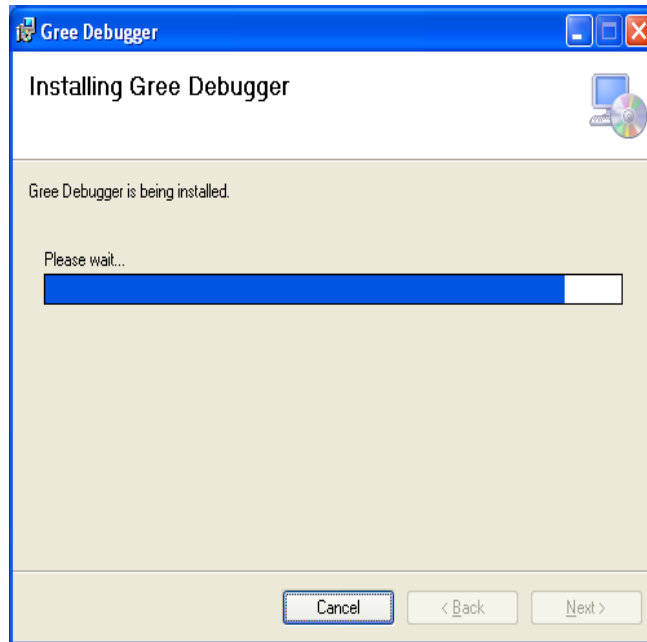 Gree Debugger
Installing Gree Debugger
Gree Debugger is being installed.
Please wait...
Cancel
< Back
Next >